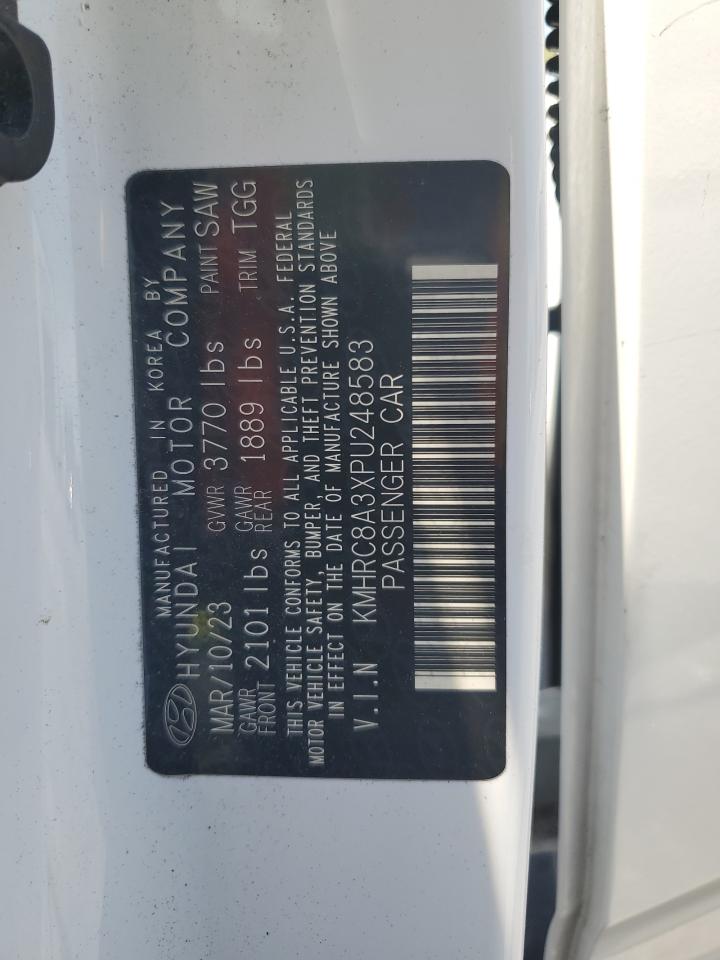 MANUFACTURED IN KOREA BY
HYUNDAI MOTOR COMPANY
MAR/10/23 GVWR 3770 lbs PAINT SAW
GAWR FRONT 2101 lbs GAWR REAR 1889 lbs TRIM TGG
THIS VEHICLE CONFORMS TO ALL APPLICABLE U.S.A. FEDERAL
MOTOR VEHICLE SAFETY, BUMPER, AND THEFT PREVENTION STANDARDS
IN EFFECT ON THE DATE OF MANUFACTURE SHOWN ABOVE
V.I.N KMHRC8A3XPU248583
PASSENGER CAR